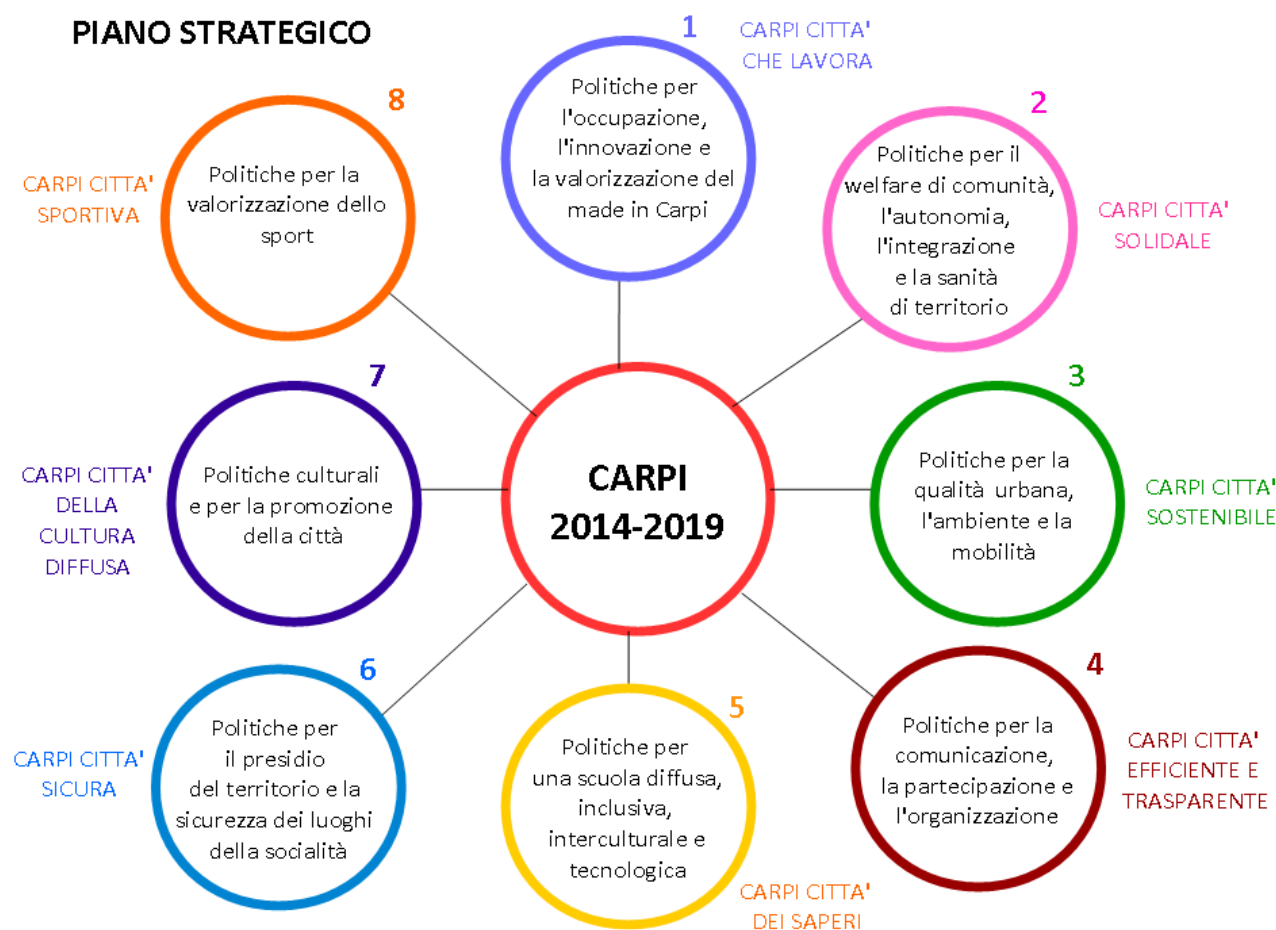 PIANO STRATEGICO
1
CARPI CITTA'
CHE LAVORA
Politiche per
l'occupazione,
l'innovazione e
la valorizzazione del
made in Carpi
2
Politiche per il
welfare di comunità,
l'autonomia,
l'integrazione
e la sanità
di territorio
CARPI CITTA'
SOLIDALE
3
Politiche per la
qualità urbana,
l'ambiente e la
mobilità
CARPI CITTA'
SOSTENIBILE
4
Politiche per la
comunicazione,
la partecipazione e
l'organizzazione
CARPI CITTA'
EFFICIENTE E
TRASPARENTE
5
Politiche per
una scuola diffusa,
inclusiva,
interculturale e
tecnologica
CARPI CITTA'
DEI SAPERI
6
Politiche per
il presidio
del territorio e la
sicurezza dei luoghi
della socialità
CARPI CITTA'
SICURA
7
Politiche culturali
e per la promozione
della città
CARPI CITTA'
DELLA
CULTURA
DIFFUSA
8
Politiche per la
valorizzazione dello
sport
CARPI CITTA'
SPORTIVA
CARPI
2014-2019